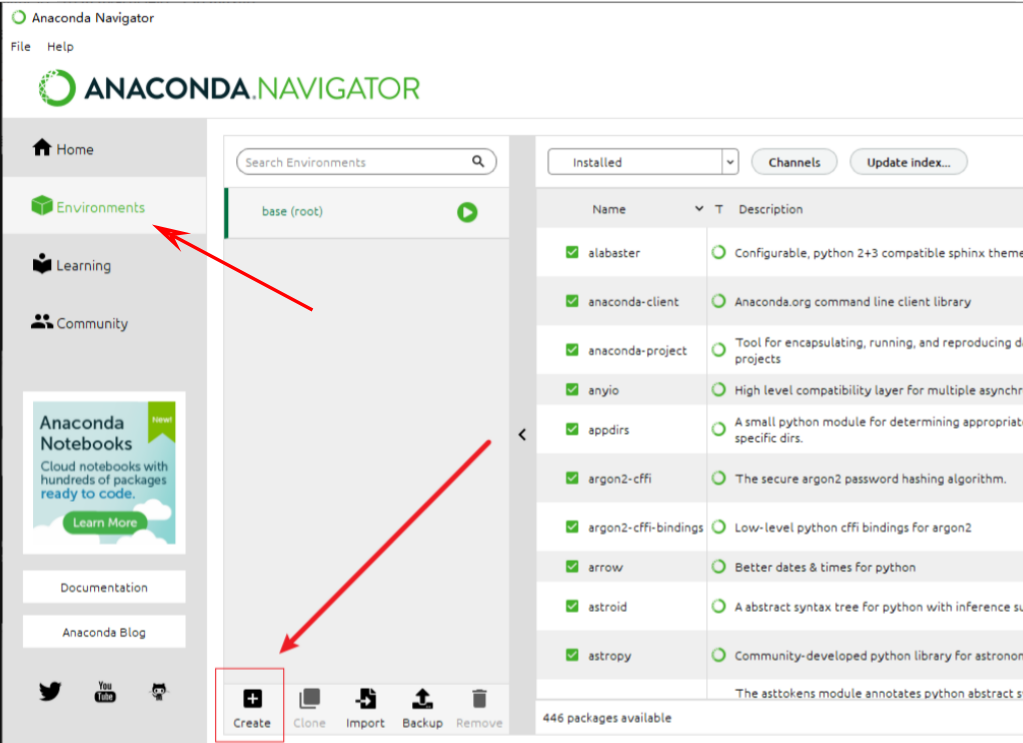 Anaconda Navigator
File Help
ANACONDA.NAVIGATOR
Home
Environments
Learning
Community
Anaconda
Notebooks
New!
Cloud notebooks with
hundreds of packages
ready to code.
Learn More
Documentation
Anaconda Blog
You
Tube
Search Environments
base (root)
Create Clone Import Backup Remove
Installed Channels Update index...
Name T Description
alabaster Configurable, python 2+3 compatible sphinx theme
anaconda-client Anaconda.org command line client library
anaconda-project Tool for encapsulating, running, and reproducing
projects
anyio High level compatibility layer for multiple asynchr
appdirs A small python module for determining appropriate
specific dirs.
argon2-cffi The secure argon2 password hashing algorithm.
argon2-cffi-bindings Low-level python cffi bindings for argon2
arrow Better dates & times for python
astroid A abstract syntax tree for python with inference su
astropy Community-developed python library for astronom
The asttokens module annotates python abstract s
446 packages available